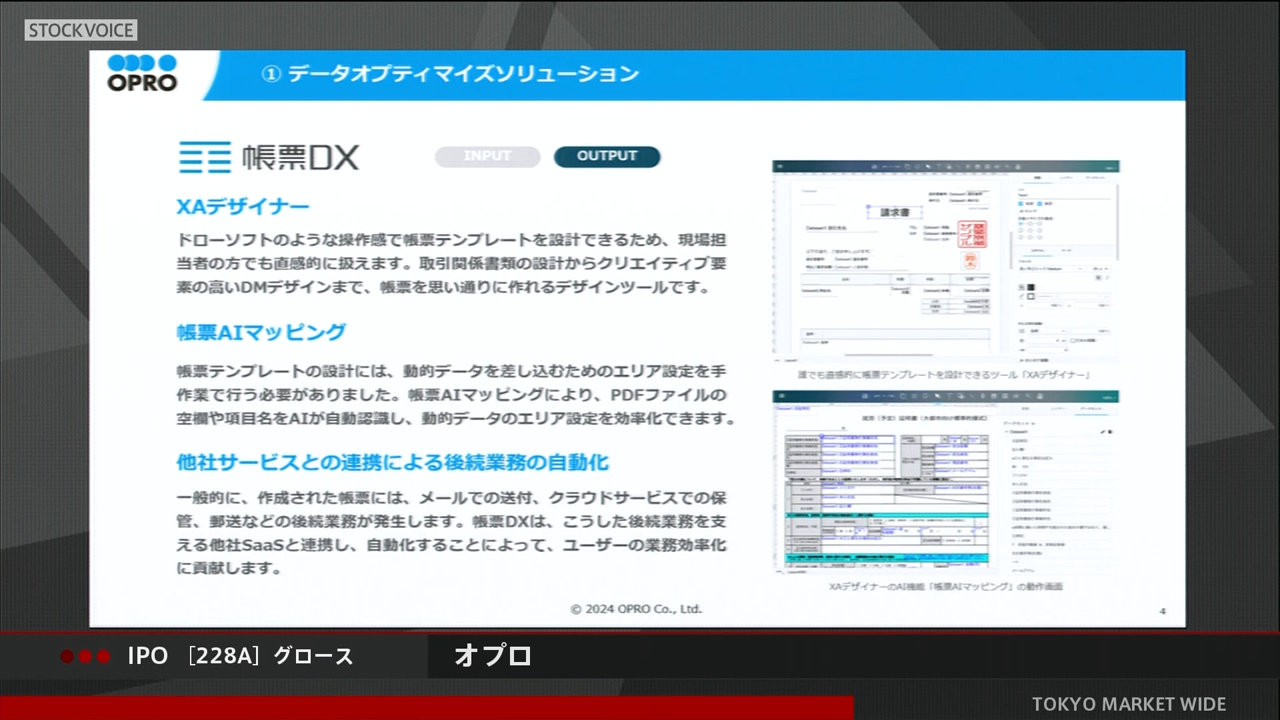 STOCKVOICE
OPRO
① データオプティマイズソリューション
帳票DX
INPUT
OUTPUT
XAデザイナー
ドローソフトのような操作感で帳票テンプレートを設計できるため、現場担
当者の方でも直感的に扱えます。取引関係書類の設計からクリエイティブ要
素の高いDMデザインまで、帳票を思い通りに作れるデザインツールです。
帳票AIマッピング
帳票テンプレートの設計には、動的データを差し込むためのエリア設定を手
作業で行う必要がありました。帳票AIマッピングにより、PDFファイルの
空欄や項目名をAIが自動認識し、動的データのエリア設定を効率化できます。
他社サービスとの連携による後続業務の自動化
一般的に、作成された帳票には、メールでの送付、クラウドサービスでの保
管、郵送などの後続業務が発生します。帳票DXは、こうした後続業務を支
える他社SaaSと連携し、自動化することによって、ユーザーの業務効率化
に貢献します。
請求書
誰でも直感的に帳票テンプレートを設計できるツール「XAデザイナー」
XAデザイナーのAI機能「帳票AIマッピング」の動作画面
© 2024 OPRO Co., Ltd.
4
IPO [228A] グロース
オプロ
TOKYO MARKET WIDE